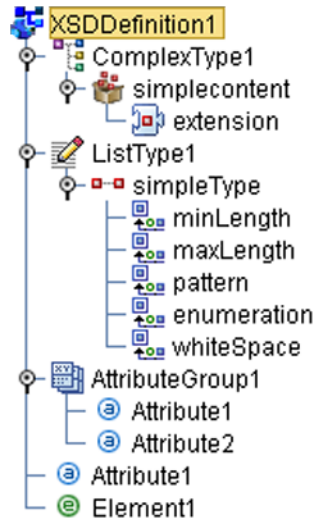 XSDDefinition1
ComplexType1
simplecontent
extension
ListType1
simpleType
minLength
maxLength
pattern
enumeration
whiteSpace
AttributeGroup1
Attribute1
Attribute2
Attribute1
Element1